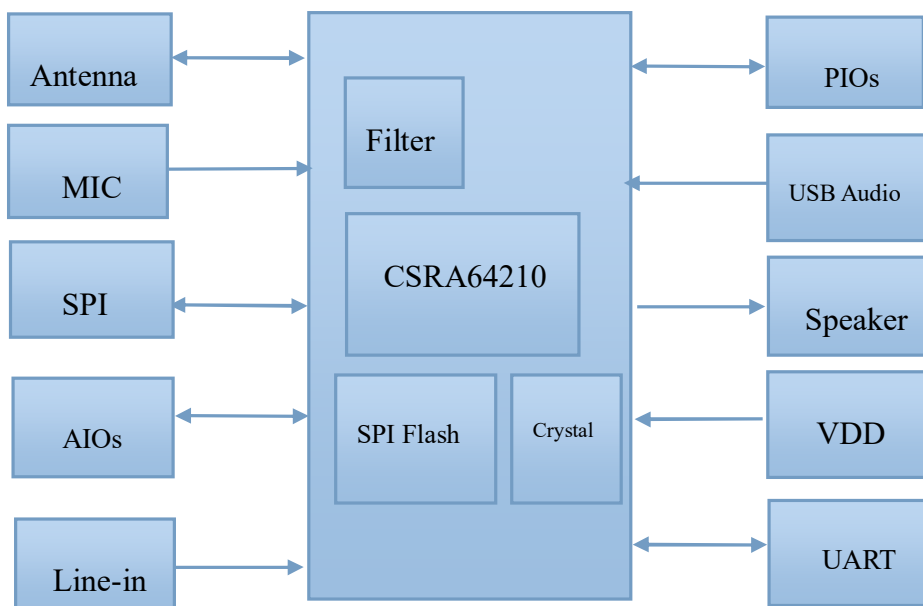 Antenna
MIC
SPI
AIOs
Line-in
Filter
CSRA64210
SPI Flash
Crystal
PIOs
USB Audio
Speaker
VDD
UART